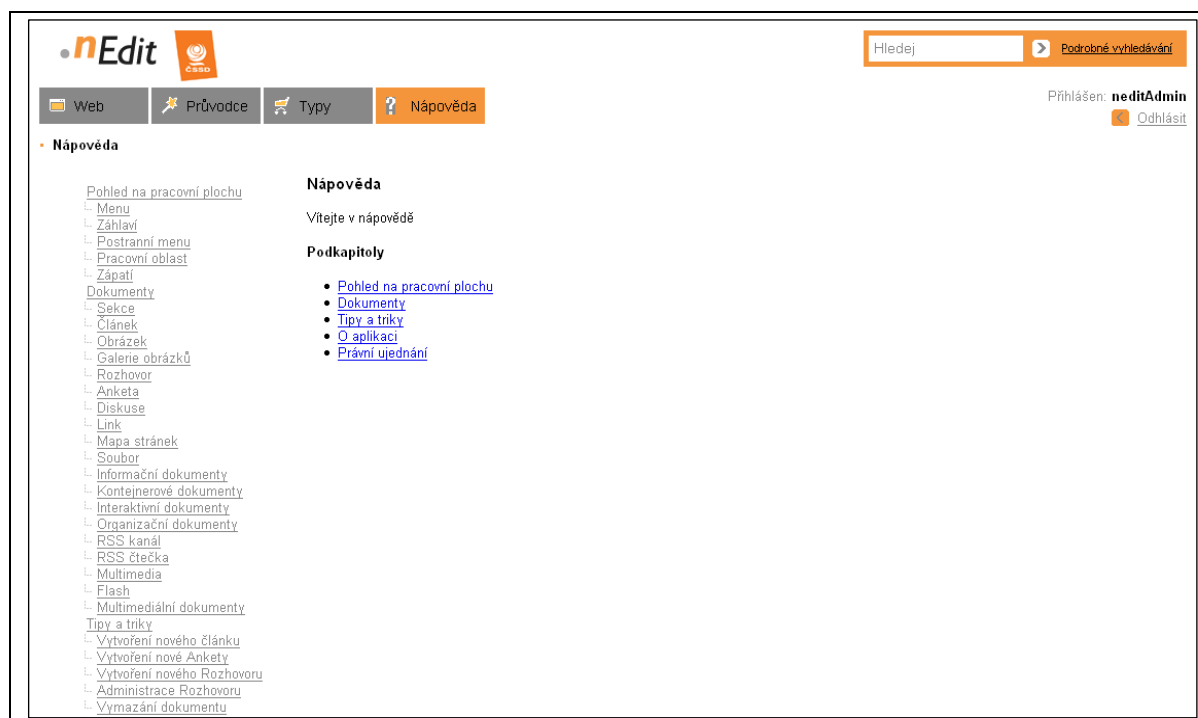 nEdit
ČSSD
Hledej
Podrobné vyhledávání
Web
Průvodce
Typy
Nápověda
Přihlášen: neditAdmin
Odhlásit
Nápověda
Pohled na pracovní plochu
Menu
Záhlaví
Postranní menu
Pracovní oblast
Zápatí
Dokumenty
Sekce
Článek
Obrázek
Galerie obrázků
Rozhovor
Anketa
Diskuse
Link
Mapa stránek
Soubor
Informační dokumenty
Kontejnerové dokumenty
Interaktivní dokumenty
Organizační dokumenty
RSS kanál
RSS čtečka
Multimedia
Flash
Multimediální dokumenty
Tipy a triky
Vytvoření nového článku
Vytvoření nové Ankety
Vytvoření nového Rozhovoru
Administrace Rozhovoru
Vymazání dokumentu
Nápověda
Vítejte v nápovědě
Podkapitoly
Pohled na pracovní plochu
Dokumenty
Tipy a triky
O aplikaci
Právní ujednání